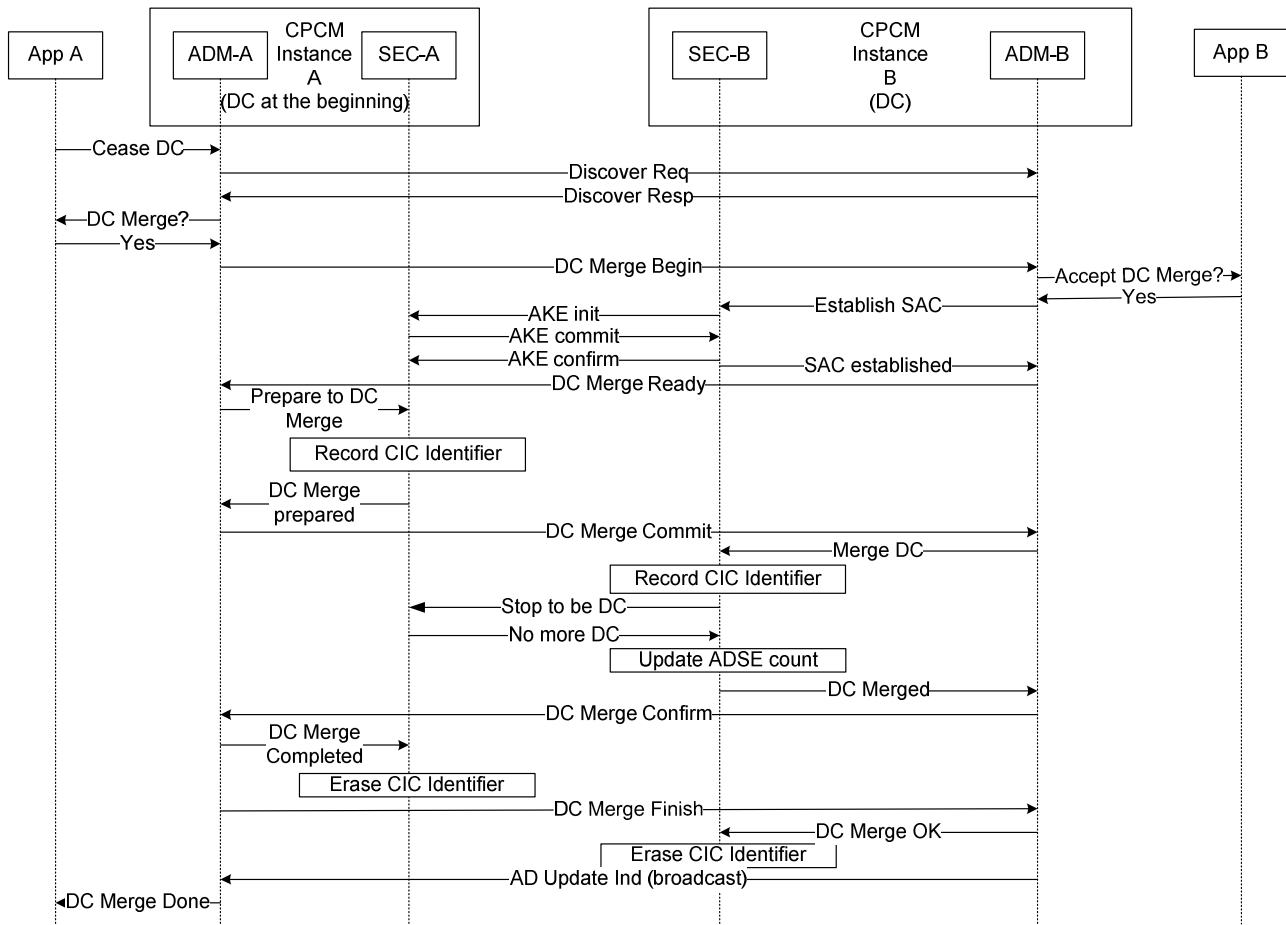 CPCM
Instance
A
(DC at the beginning)
CPCM
Instance
B
(DC)
App A
ADM-A
SEC-A
SEC-B
ADM-B
App B
Cease DC
Discover Req
Discover Resp
DC Merge?
Yes
DC Merge Begin
Accept DC Merge?
Yes
Establish SAC
AKE init
AKE commit
AKE confirm
SAC established
DC Merge Ready
Prepare to DC
Merge
Record CIC Identifier
DC Merge
prepared
DC Merge Commit
Merge DC
Record CIC Identifier
Stop to be DC
No more DC
Update ADSE count
DC Merged
DC Merge Confirm
DC Merge
Completed
Erase CIC Identifier
DC Merge Finish
DC Merge OK
Erase CIC Identifier
AD Update Ind (broadcast)
DC Merge Done